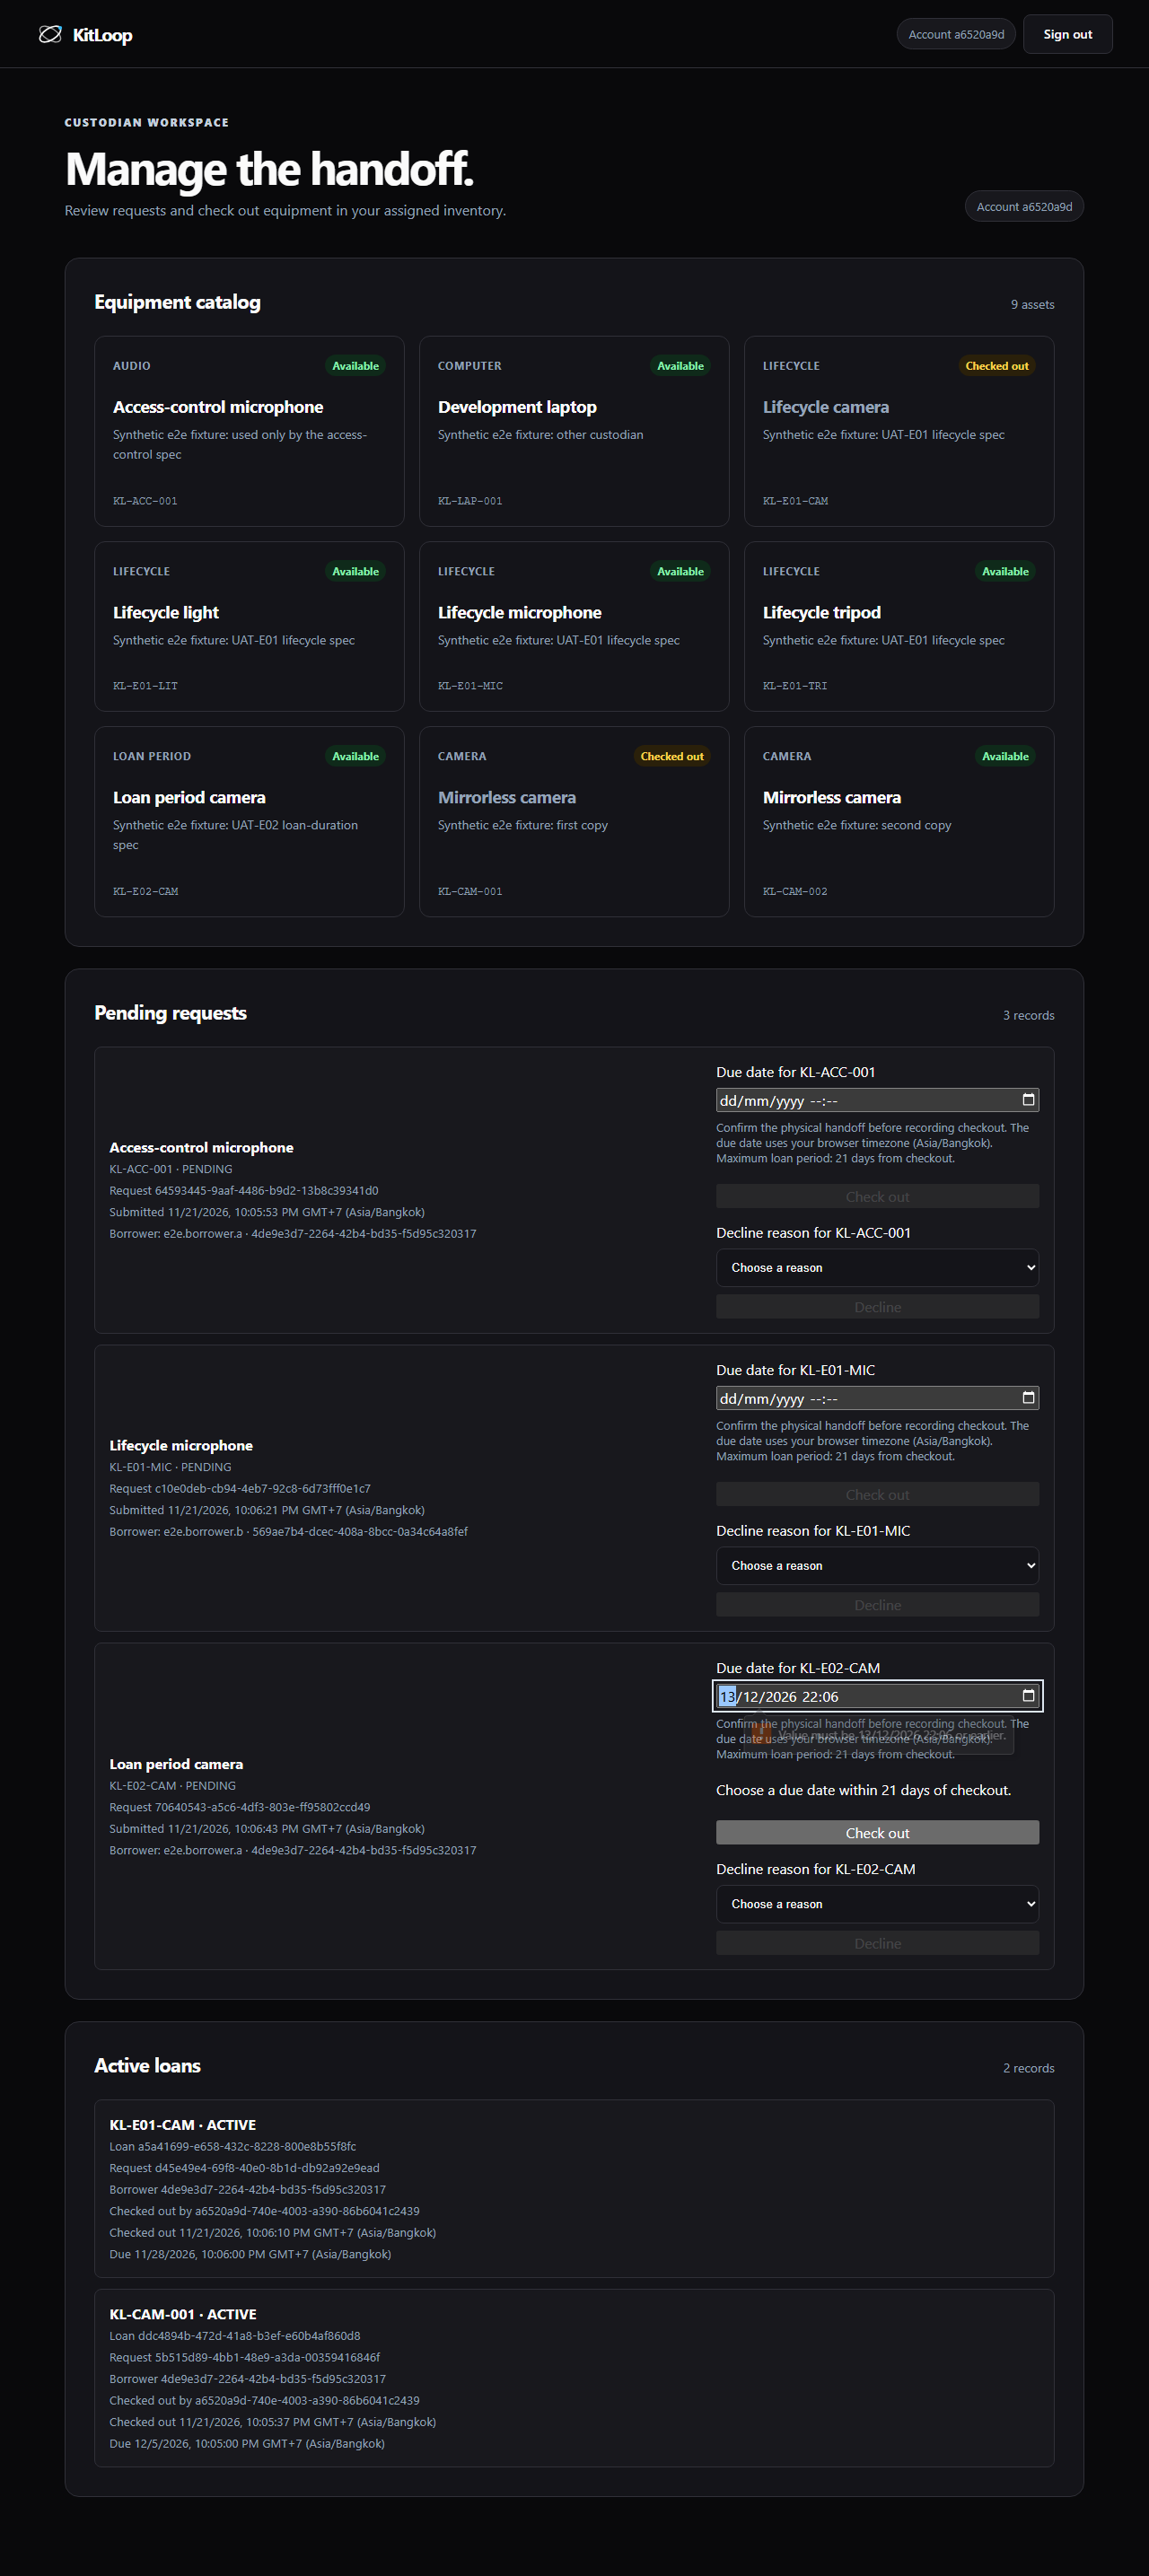 KitLoop
Account a6520a9d
Sign out
CUSTODIAN WORKSPACE
Manage the handoff.
Review requests and check out equipment in your assigned inventory.
Account a6520a9d
Equipment catalog
9 assets
AUDIO
Available
Access-control microphone
Synthetic e2e fixture: used only by the access-
control spec
KL-ACC-001
COMPUTER
Available
Development laptop
Synthetic e2e fixture: other custodian
KL-LAP-001
LIFECYCLE
Checked out
Lifecycle camera
Synthetic e2e fixture: UAT-E01 lifecycle spec
KL-E01-CAM
LIFECYCLE
Available
Lifecycle light
Synthetic e2e fixture: UAT-E01 lifecycle spec
KL-E01-LIT
LIFECYCLE
Available
Lifecycle microphone
Synthetic e2e fixture: UAT-E01 lifecycle spec
KL-E01-MIC
LIFECYCLE
Available
Lifecycle tripod
Synthetic e2e fixture: UAT-E01 lifecycle spec
KL-E01-TRI
LOAN PERIOD
Available
Loan period camera
Synthetic e2e fixture: UAT-E02 loan-duration
spec
KL-E02-CAM
CAMERA
Checked out
Mirrorless camera
Synthetic e2e fixture: first copy
KL-CAM-001
CAMERA
Available
Mirrorless camera
Synthetic e2e fixture: second copy
KL-CAM-002
Pending requests
3 records
Access-control microphone
KL-ACC-001 · PENDING
Request 64593445-9aaf-4486-b9d2-13b8c39341d0
Submitted 11/21/2026, 10:05:53 PM GMT+7 (Asia/Bangkok)
Borrower: e2e.borrower.a · 4de9e3d7-2264-42b4-bd35-f5d95c320317
Due date for KL-ACC-001
dd/mm/yyyy --:--
Confirm the physical handoff before recording checkout. The
due date uses your browser timezone (Asia/Bangkok).
Maximum loan period: 21 days from checkout.
Check out
Decline reason for KL-ACC-001
Choose a reason
Decline
Lifecycle microphone
KL-E01-MIC · PENDING
Request c10e0deb-cb94-4eb7-92c8-6d73fff0e1c7
Submitted 11/21/2026, 10:06:21 PM GMT+7 (Asia/Bangkok)
Borrower: e2e.borrower.b · 569ae7b4-dcec-408a-8bcc-0a34c64a8fef
Due date for KL-E01-MIC
dd/mm/yyyy --:--
Confirm the physical handoff before recording checkout. The
due date uses your browser timezone (Asia/Bangkok).
Maximum loan period: 21 days from checkout.
Check out
Decline reason for KL-E01-MIC
Choose a reason
Decline
Loan period camera
KL-E02-CAM · PENDING
Request 70640543-a5c6-4df3-803e-ff95802ccd49
Submitted 11/21/2026, 10:06:43 PM GMT+7 (Asia/Bangkok)
Borrower: e2e.borrower.a · 4de9e3d7-2264-42b4-bd35-f5d95c320317
Due date for KL-E02-CAM
13/12/2026 22:06
Confirm the physical handoff before recording checkout. The
Value must be 12/12/2026 22:06 or earlier.
due date uses your browser timezone (Asia/Bangkok).
Maximum loan period: 21 days from checkout.
Choose a due date within 21 days of checkout.
Check out
Decline reason for KL-E02-CAM
Choose a reason
Decline
Active loans
2 records
KL-E01-CAM · ACTIVE
Loan a5a41699-e658-432c-8228-800e8b55f8fc
Request d45e49e4-69f8-40e0-8b1d-db92a92e9ead
Borrower 4de9e3d7-2264-42b4-bd35-f5d95c320317
Checked out by a6520a9d-740e-4003-a390-86b6041c2439
Checked out 11/21/2026, 10:06:10 PM GMT+7 (Asia/Bangkok)
Due 11/28/2026, 10:06:00 PM GMT+7 (Asia/Bangkok)
KL-CAM-001 · ACTIVE
Loan ddc4894b-472d-41a8-b3ef-e60b4af860d8
Request 5b515d89-4bb1-48e9-a3da-00359416846f
Borrower 4de9e3d7-2264-42b4-bd35-f5d95c320317
Checked out by a6520a9d-740e-4003-a390-86b6041c2439
Checked out 11/21/2026, 10:05:37 PM GMT+7 (Asia/Bangkok)
Due 12/5/2026, 10:05:00 PM GMT+7 (Asia/Bangkok)